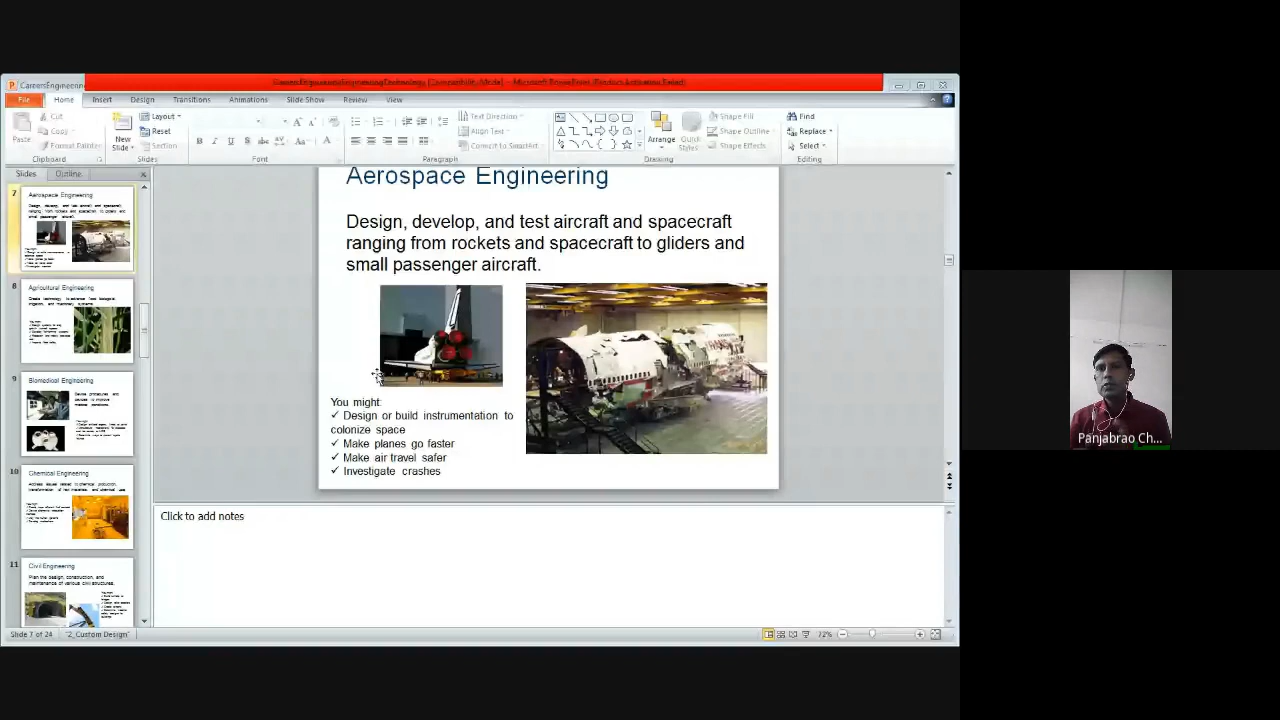 CareersEngineerin
File
Home
Insert
Design
Transitions
Animations
Slide Show
Review
View
Cut
Copy
Format Painter
Paste
Clipboard
New
Slide
Layout
Reset
Section
Slides
Font
Paragraph
Text Direction
Align Text
Convert to SmartArt
Arrange
Quick
Styles
Shape Fill
Shape Outline
Shape Effects
Drawing
Find
Replace
Select
Editing
Slides
Outline
7
Aerospace Engineering
8
Agricultural Engineering
9
Biomedical Engineering
10
Chemical Engineering
11
Civil Engineering
Plan the design, construction, and
maintenance of various civil structures.
Aerospace Engineering
Design, develop, and test aircraft and spacecraft
ranging from rockets and spacecraft to gliders and
small passenger aircraft.
You might:
✓ Design or build instrumentation to
colonize space
✓ Make planes go faster
✓ Make air travel safer
✓ Investigate crashes
Click to add notes
Slide 7 of 24
"2_Custom Design"
72%
Panjabrao Ch...